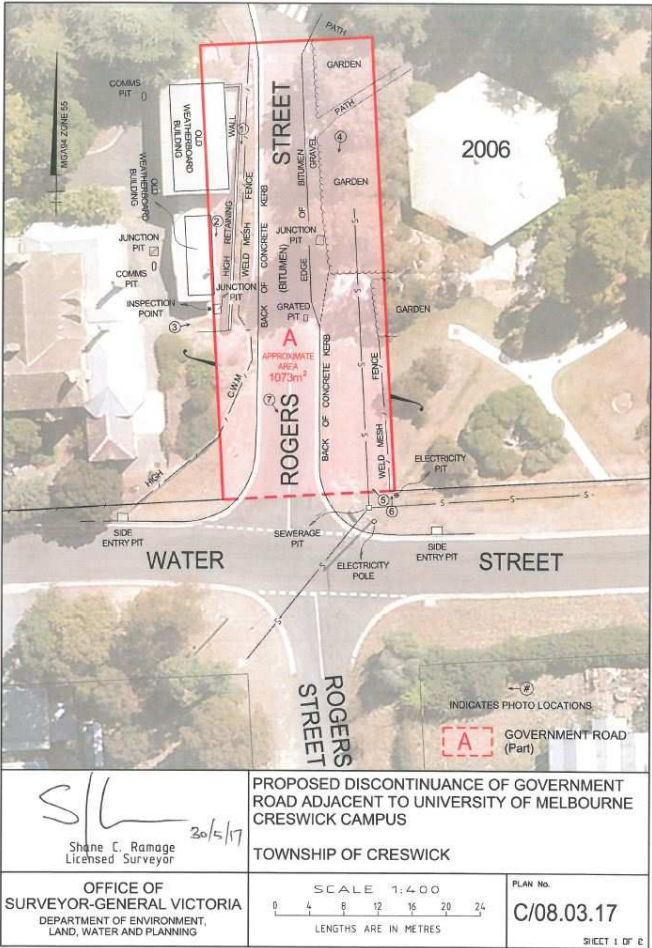 PATH
GARDEN
COMMS
PIT
MGA94 ZONE 55
OLD
WEATHERBOARD
BUILDING
WALL
①
STREET
BITUMEN
GRAVEL
PATH
④
2006
OLD
WEATHERBOARD
BUILDING
FENCE
KERB
GARDEN
②
HIGH RETAINING
WELD MESH
BACK OF CONCRETE
(BITUMEN)
EDGE OF
JUNCTION
PIT
JUNCTION
PIT
COMMS
PIT
JUNCTION
PIT
INSPECTION
POINT
GRATED
PIT
GARDEN
③
A
APPROXIMATE
AREA
1073m²
C.W.M
BACK OF CONCRETE KERB
FENCE
S
⑦
ROGERS
WELD MESH
HIGH
ELECTRICITY
PIT
⑤
⑥
S
S
S
SIDE
ENTRY PIT
SEWERAGE
PIT
WATER
STREET
ELECTRICITY
POLE
SIDE
ENTRY PIT
S
S
ROGERS
STREET
#
INDICATES PHOTO LOCATIONS
A
GOVERNMENT ROAD
(Part)
30/5/17
Shane C. Ramage
Licensed Surveyor
PROPOSED DISCONTINUANCE OF GOVERNMENT
ROAD ADJACENT TO UNIVERSITY OF MELBOURNE
CRESWICK CAMPUS
TOWNSHIP OF CRESWICK
OFFICE OF
SURVEYOR-GENERAL VICTORIA
DEPARTMENT OF ENVIRONMENT,
LAND, WATER AND PLANNING
SCALE 1:400
0 4 8 12 16 20 24
LENGTHS ARE IN METRES
PLAN No.
C/08.03.17
SHEET 1 OF 2